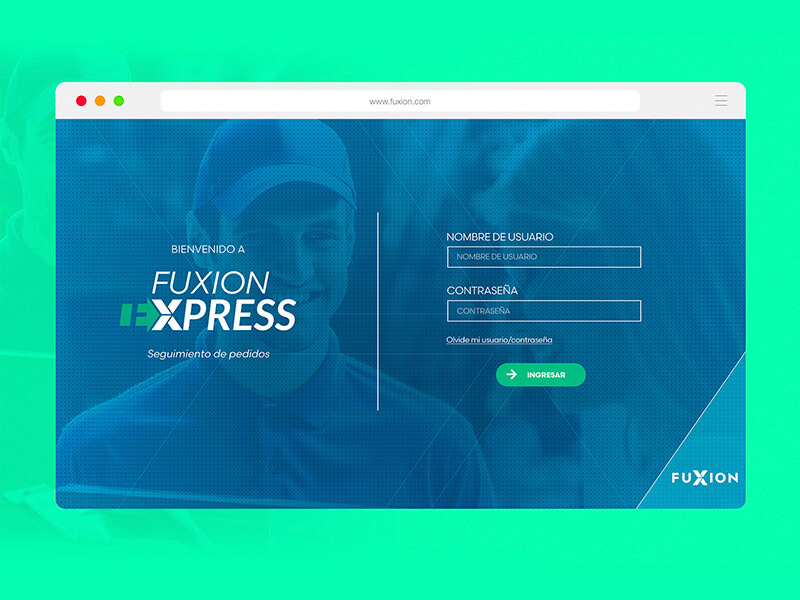 www.fuxion.com
BIENVENIDO A
FUXION
EXPRESS
Seguimiento de pedidos
NOMBRE DE USUARIO
NOMBRE DE USUARIO
CONTRASEÑA
CONTRASEÑA
Olvide mi usuario/contraseña
INGRESAR
FUXION